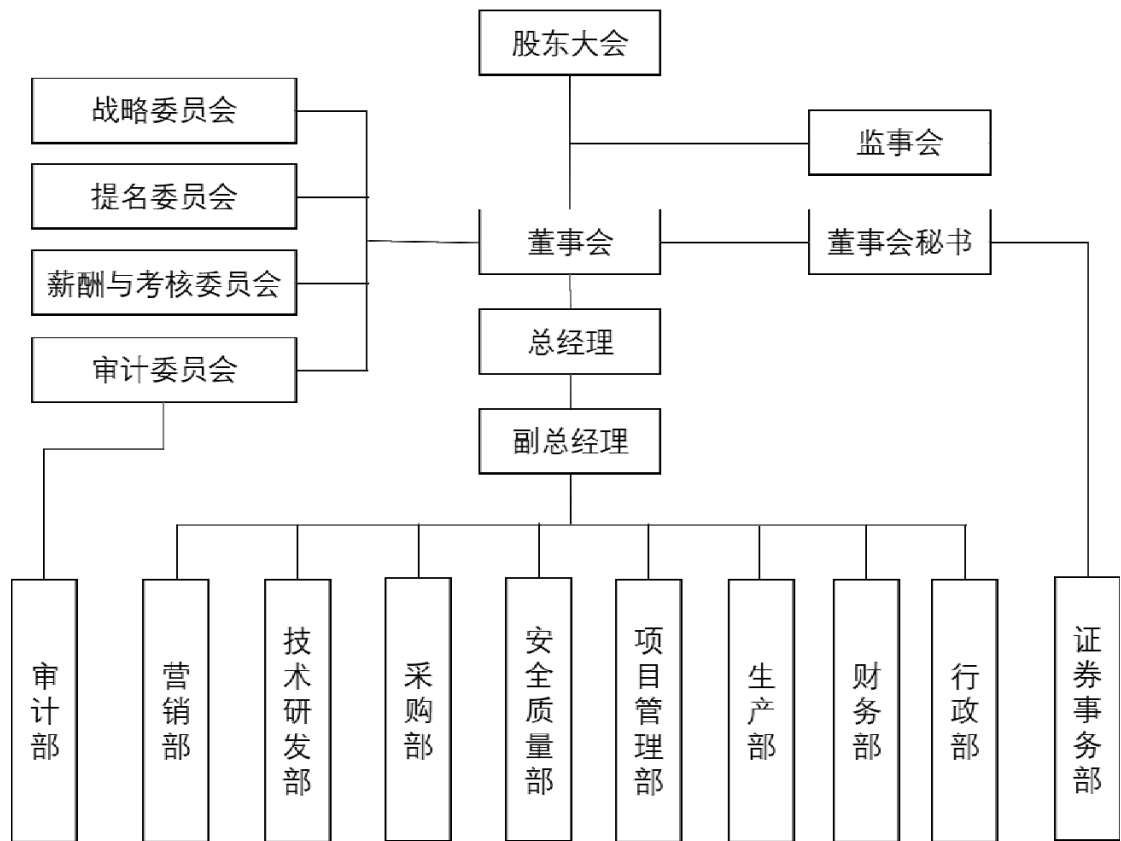 股东大会
战略委员会
监事会
提名委员会
董事会
董事会秘书
薪酬与考核委员会
总经理
审计委员会
副总经理
审计部
营销部
技术研发部
采购部
安全质量部
项目管理部
生产部
财务部
行政部
证券事务部